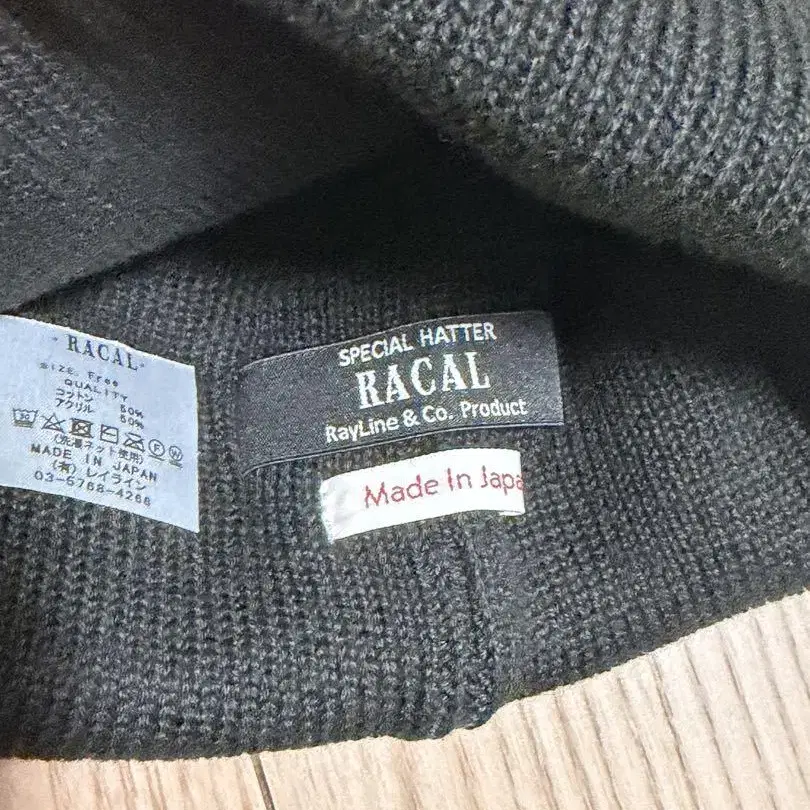 RACAL
SIZE. Free
QUALITY
コットン 50%
アクリル 50%
(洗濯ネット使用)
MADE IN JAPAN
(有)レイライン
03-5768-4266
SPECIAL HATTER
RACAL
RayLine & Co. Product
Made In Japa